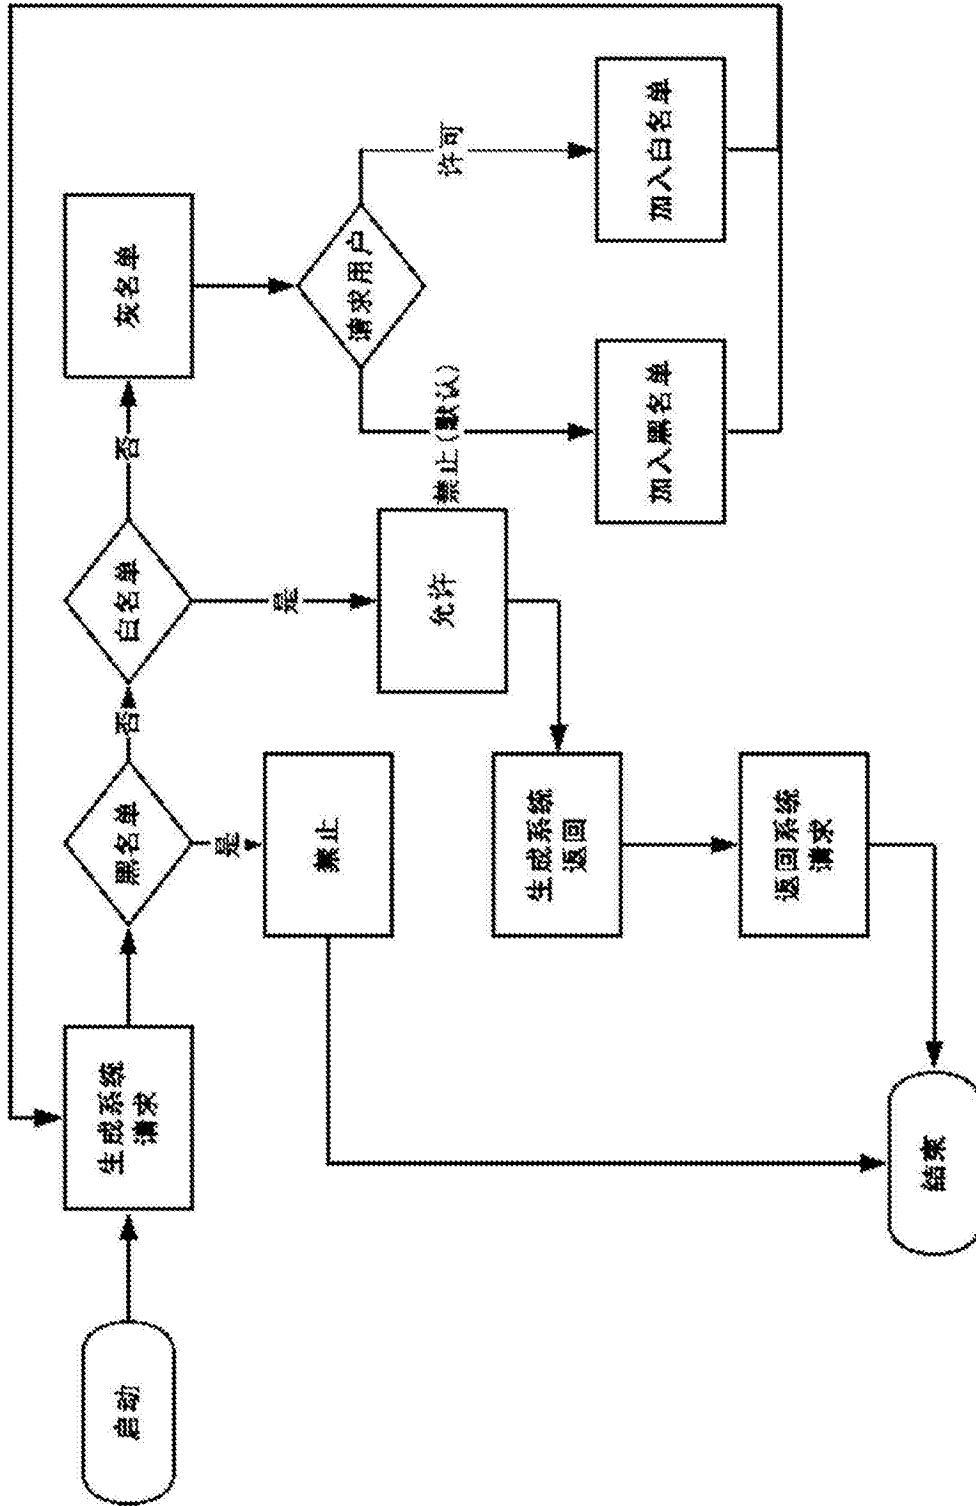 启动
生成系统
请求
黑名单
否
白名单
否
灰名单
是
禁止
是
允许
请求用户
禁止(默认)
许可
生成系统
返回
返回系统
请求
加入黑名单
加入白名单
结束